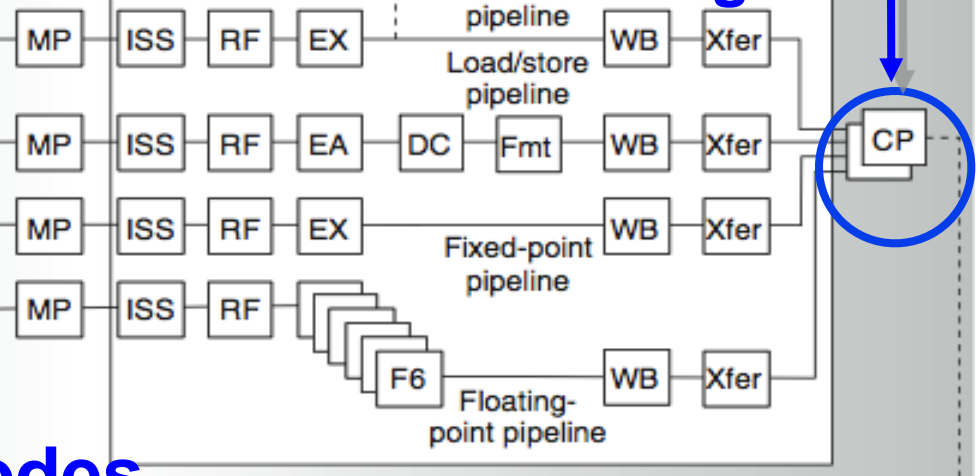 pipeline
MP ISS RF EX WB Xfer
Load/store
pipeline
MP ISS RF EA DC Fmt WB Xfer CP
MP ISS RF EX WB Xfer
Fixed-point
pipeline
MP ISS RF
F6 WB Xfer
Floating-
point pipeline